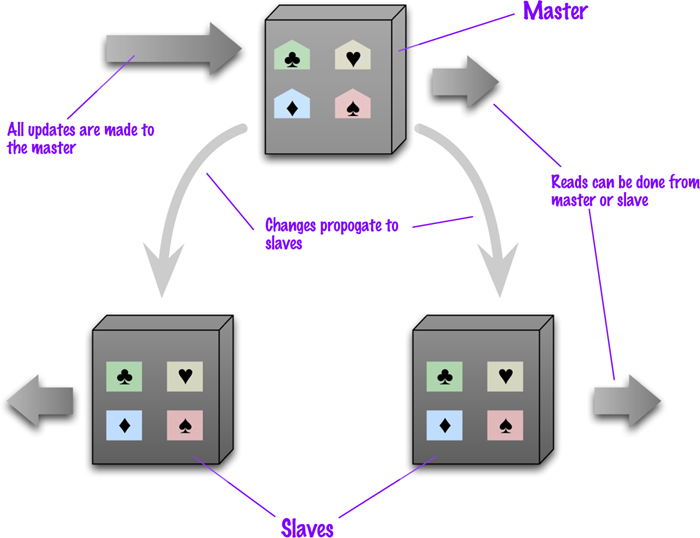 Master
All updates are made to
the master
Reads can be done from
master or slave
Changes propogate to
slaves
Slaves